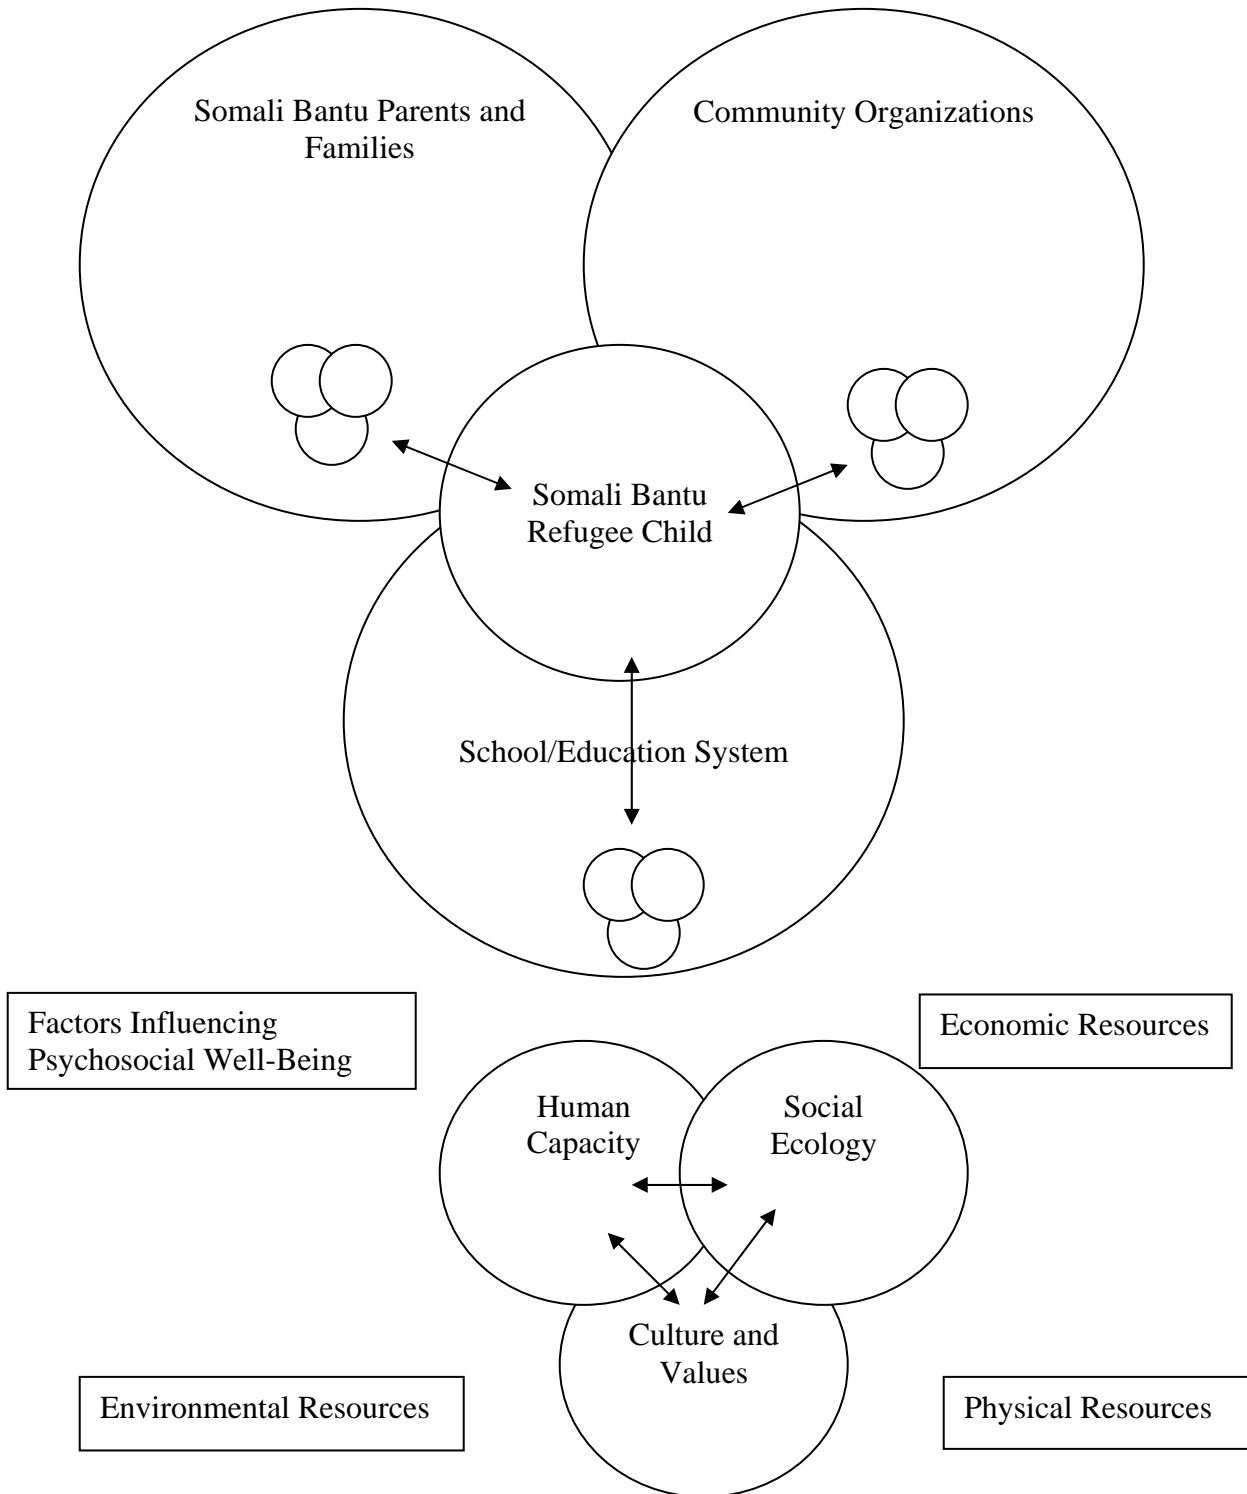 Somali Bantu Parents and
Families
Community Organizations
Somali Bantu
Refugee Child
School/Education System
Factors Influencing
Psychosocial Well-Being
Economic Resources
Human
Capacity
Social
Ecology
Culture and
Values
Environmental Resources
Physical Resources